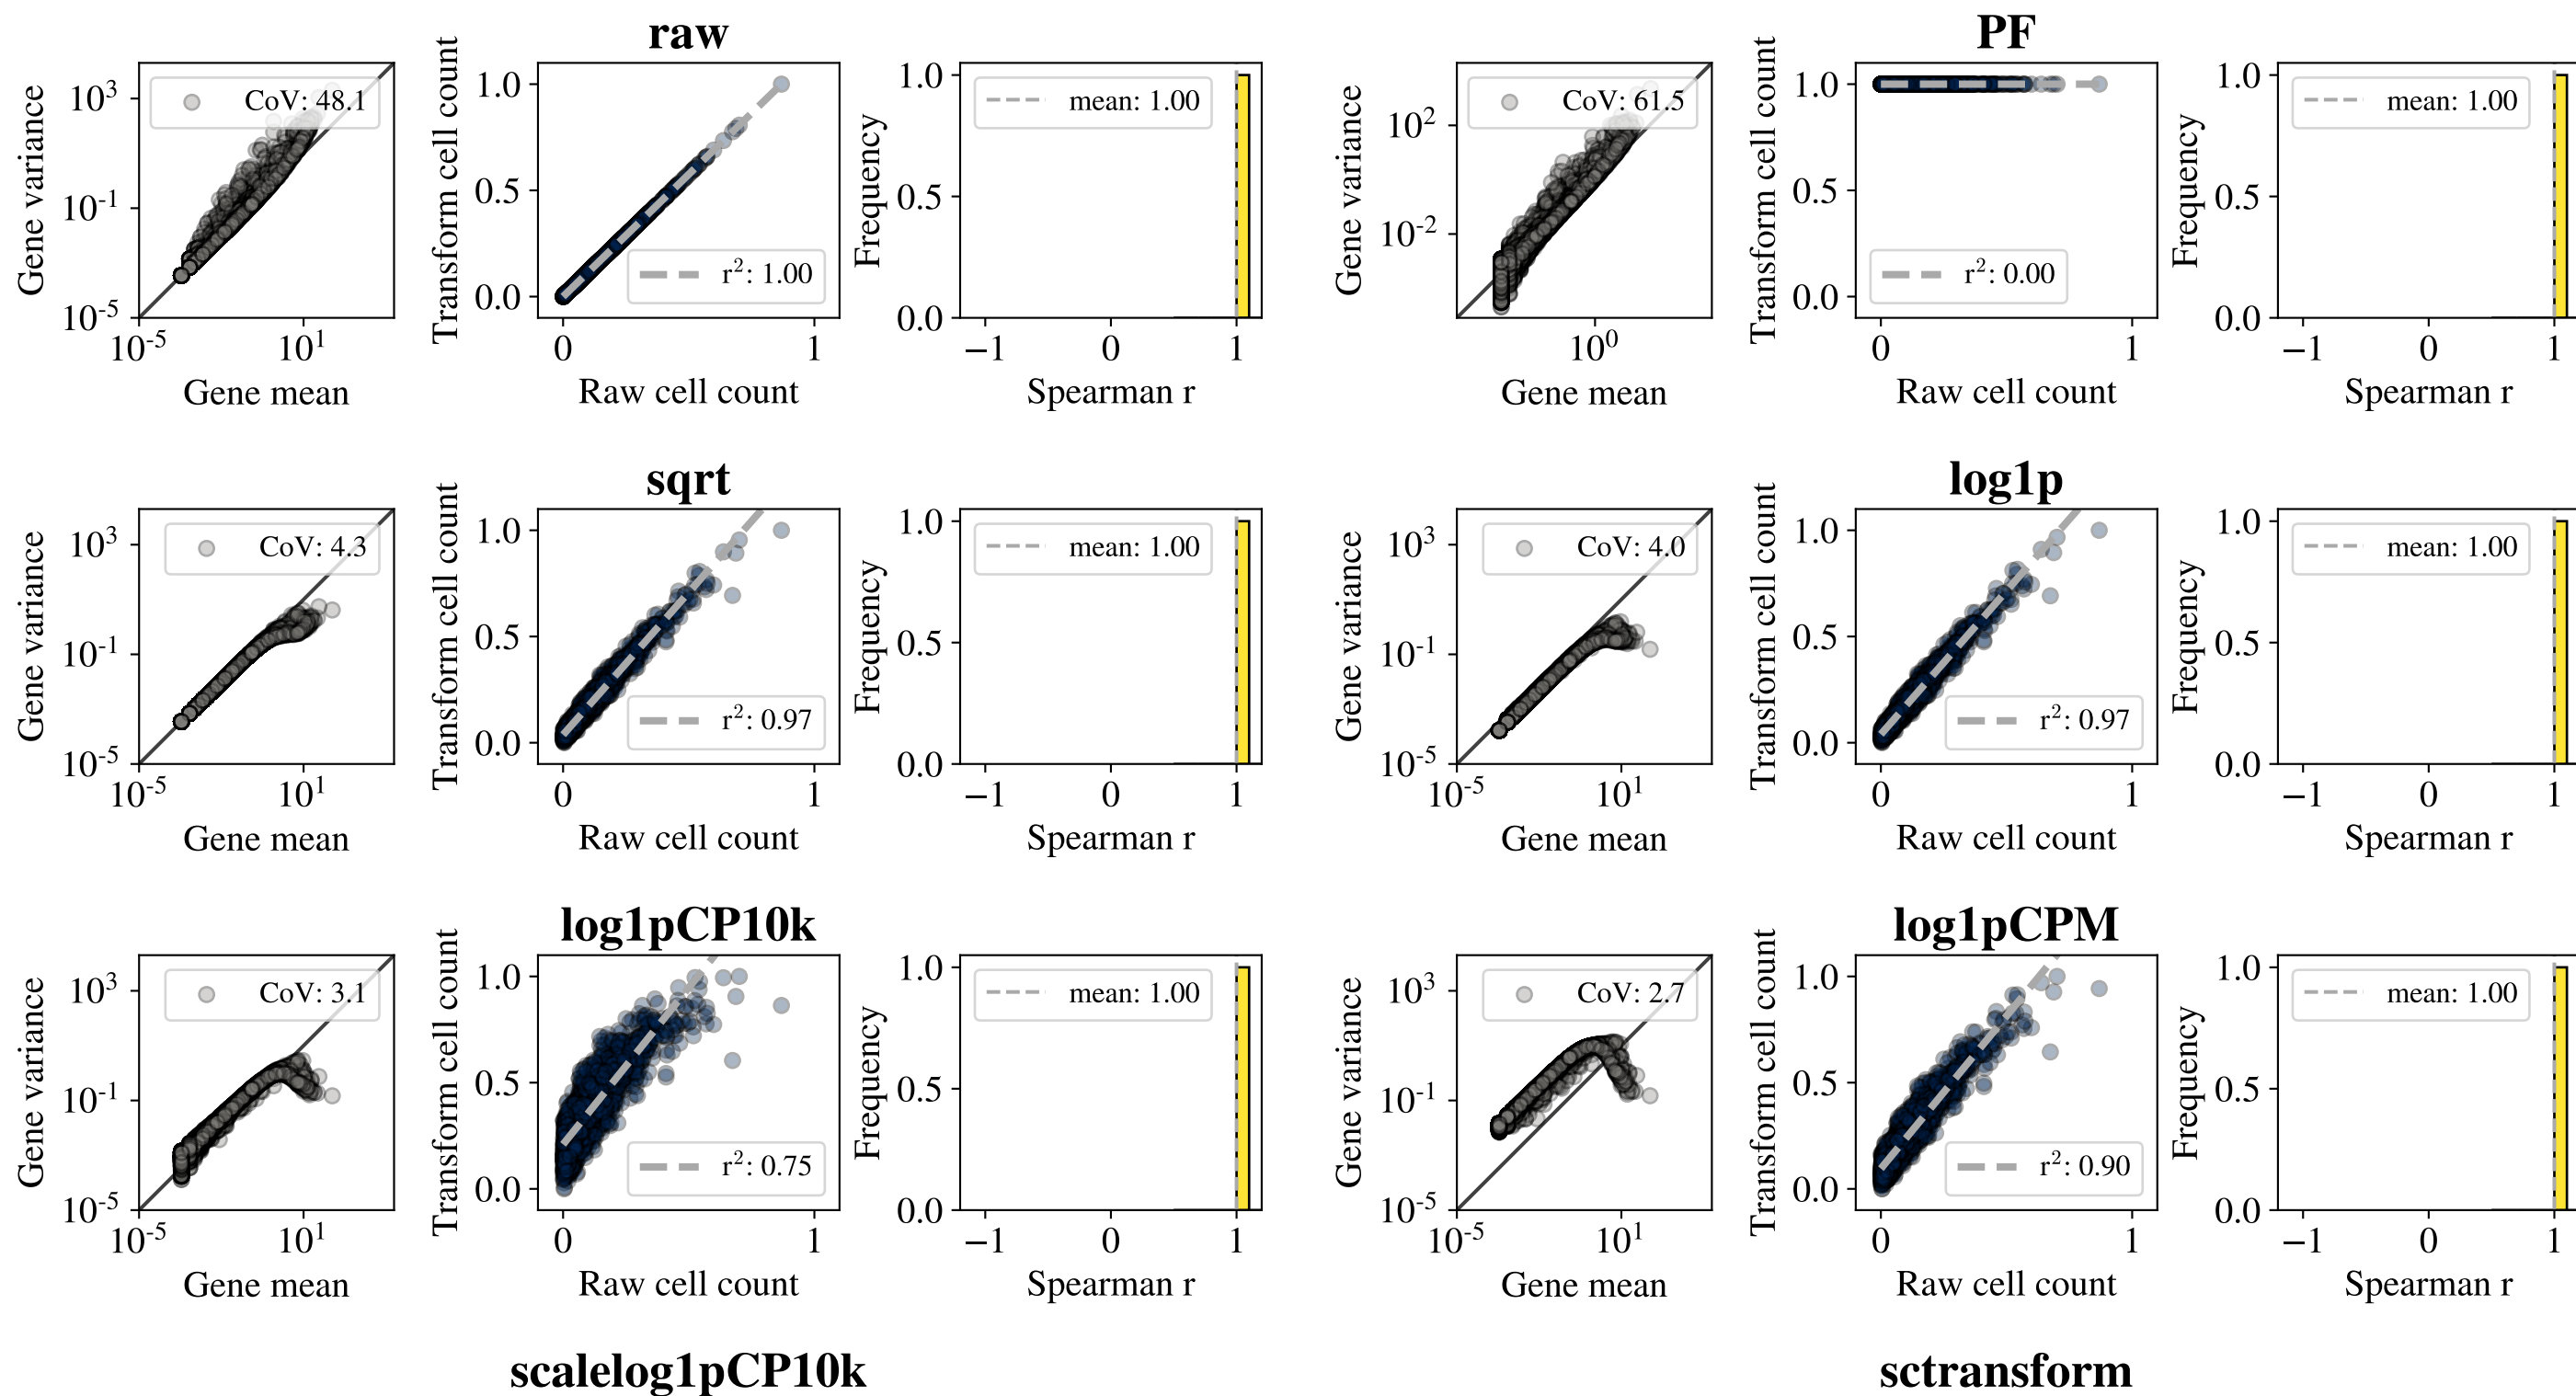 raw
Gene variance
10³
10⁻¹
10⁻⁵
CoV: 48.1
10⁻⁵
10¹
Gene mean
Transform cell count
1.0
0.5
0.0
r²: 1.00
0
1
Raw cell count
Frequency
1.0
0.5
0.0
mean: 1.00
−1
0
1
Spearman r
PF
Gene variance
10²
10⁻²
CoV: 61.5
10⁰
Gene mean
Transform cell count
1.0
0.5
0.0
r²: 0.00
0
1
Raw cell count
Frequency
1.0
0.5
0.0
mean: 1.00
−1
0
1
Spearman r
sqrt
Gene variance
10³
10⁻¹
10⁻⁵
CoV: 4.3
10⁻⁵
10¹
Gene mean
Transform cell count
1.0
0.5
0.0
r²: 0.97
0
1
Raw cell count
Frequency
1.0
0.5
0.0
mean: 1.00
−1
0
1
Spearman r
log1p
Gene variance
10³
10⁻¹
10⁻⁵
CoV: 4.0
10⁻⁵
10¹
Gene mean
Transform cell count
1.0
0.5
0.0
r²: 0.97
0
1
Raw cell count
Frequency
1.0
0.5
0.0
mean: 1.00
−1
0
1
Spearman r
log1pCP10k
Gene variance
10³
10⁻¹
10⁻⁵
CoV: 3.1
10⁻⁵
10¹
Gene mean
Transform cell count
1.0
0.5
0.0
r²: 0.75
0
1
Raw cell count
Frequency
1.0
0.5
0.0
mean: 1.00
−1
0
1
Spearman r
log1pCPM
Gene variance
10³
10⁻¹
10⁻⁵
CoV: 2.7
10⁻⁵
10¹
Gene mean
Transform cell count
1.0
0.5
0.0
r²: 0.90
0
1
Raw cell count
Frequency
1.0
0.5
0.0
mean: 1.00
−1
0
1
Spearman r
scalelog1pCP10k
sctransform